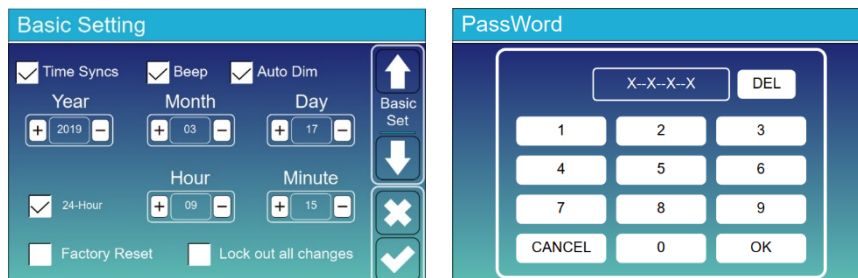 Basic Setting
Time Syncs Beep Auto Dim
Year Month Day
+ 2019 - + 03 - + 17 -
Basic
Set
Hour Minute
24-Hour + 09 - + 15 -
Factory Reset Lock out all changes
PassWord
X--X--X--X DEL
1 2 3
4 5 6
7 8 9
CANCEL 0 OK